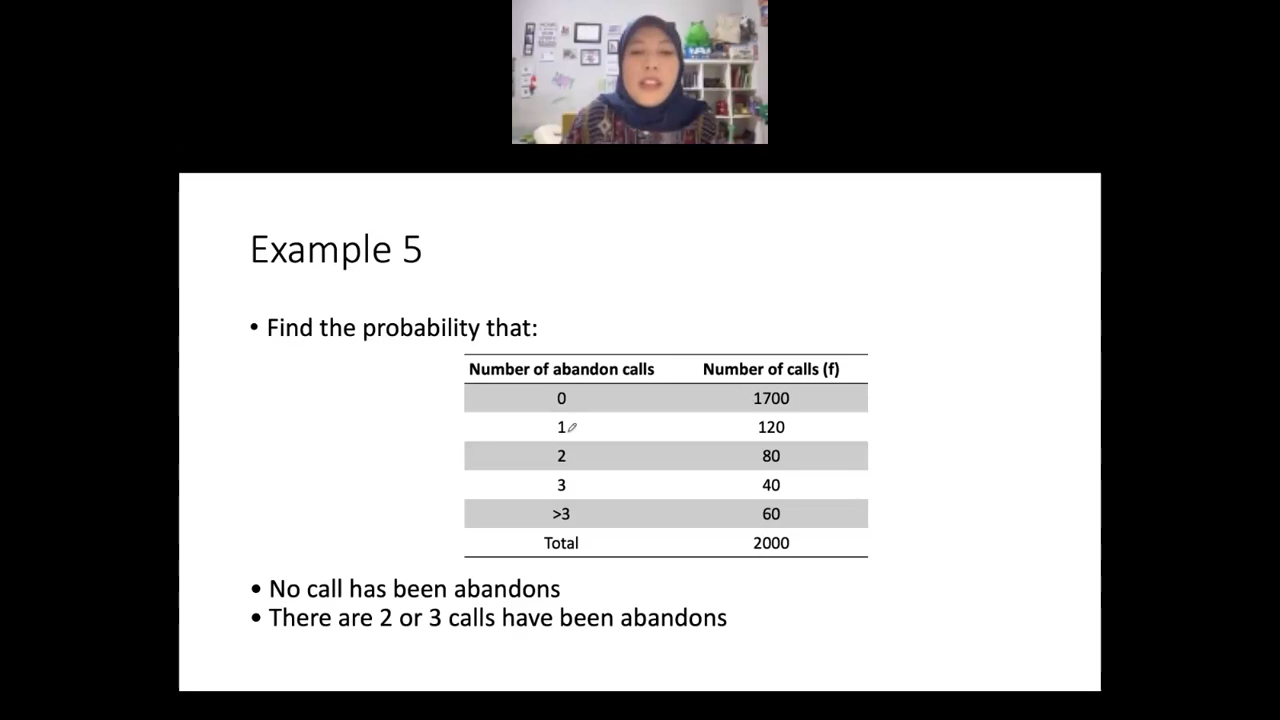 Example 5
• Find the probability that:
Number of abandon calls Number of calls (f)
0 1700
1 120
2 80
3 40
>3 60
Total 2000
• No call has been abandons
• There are 2 or 3 calls have been abandons